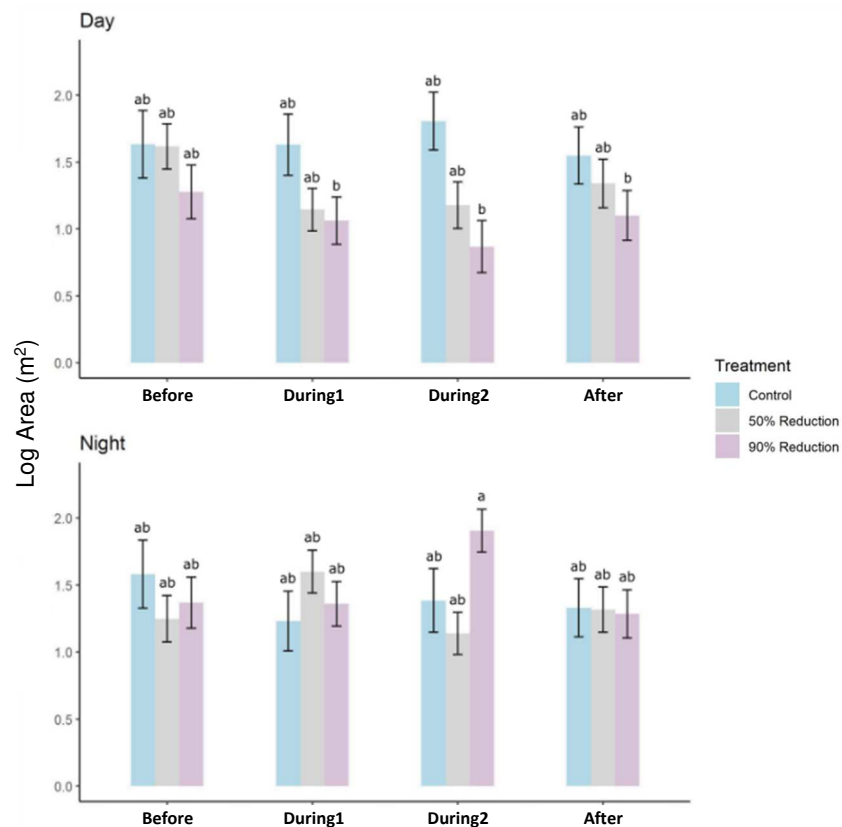 Day
2.0
1.5
1.0
0.5
0.0
ab ab ab
ab ab b
ab ab b
ab ab b
Before During1 During2 After
Log Area (m²)
Treatment
Control
50% Reduction
90% Reduction
Night
2.0
1.5
1.0
0.5
0.0
ab ab ab
ab ab ab
ab ab a
ab ab ab
Before During1 During2 After